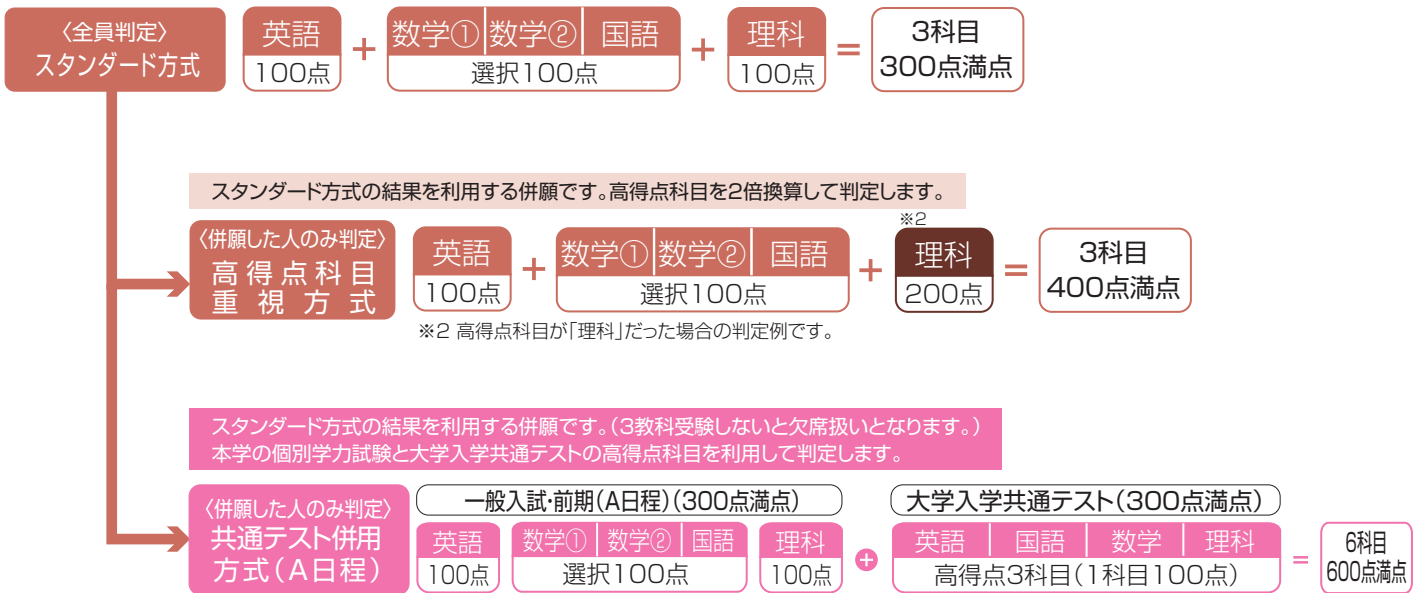 〈全員判定〉
スタンダード方式
英語
100点
+
数学① 数学② 国語
選択100点
+
理科
100点
=
3科目
300点満点
スタンダード方式の結果を利用する併願です。高得点科目を2倍換算して判定します。
〈併願した人のみ判定〉
高得点科目
重視方式
英語
100点
+
数学① 数学② 国語
選択100点
+
※2
理科
200点
=
3科目
400点満点
※2 高得点科目が「理科」だった場合の判定例です。
スタンダード方式の結果を利用する併願です。(3教科受験しないと欠席扱いとなります。)
本学の個別学力試験と大学入学共通テストの高得点科目を利用して判定します。
〈併願した人のみ判定〉
共通テスト併用
方式(A日程)
一般入試・前期(A日程)(300点満点)
英語
100点
数学① 数学② 国語
選択100点
理科
100点
+
大学入学共通テスト(300点満点)
英語 国語 数学 理科
高得点3科目(1科目100点)
=
6科目
600点満点